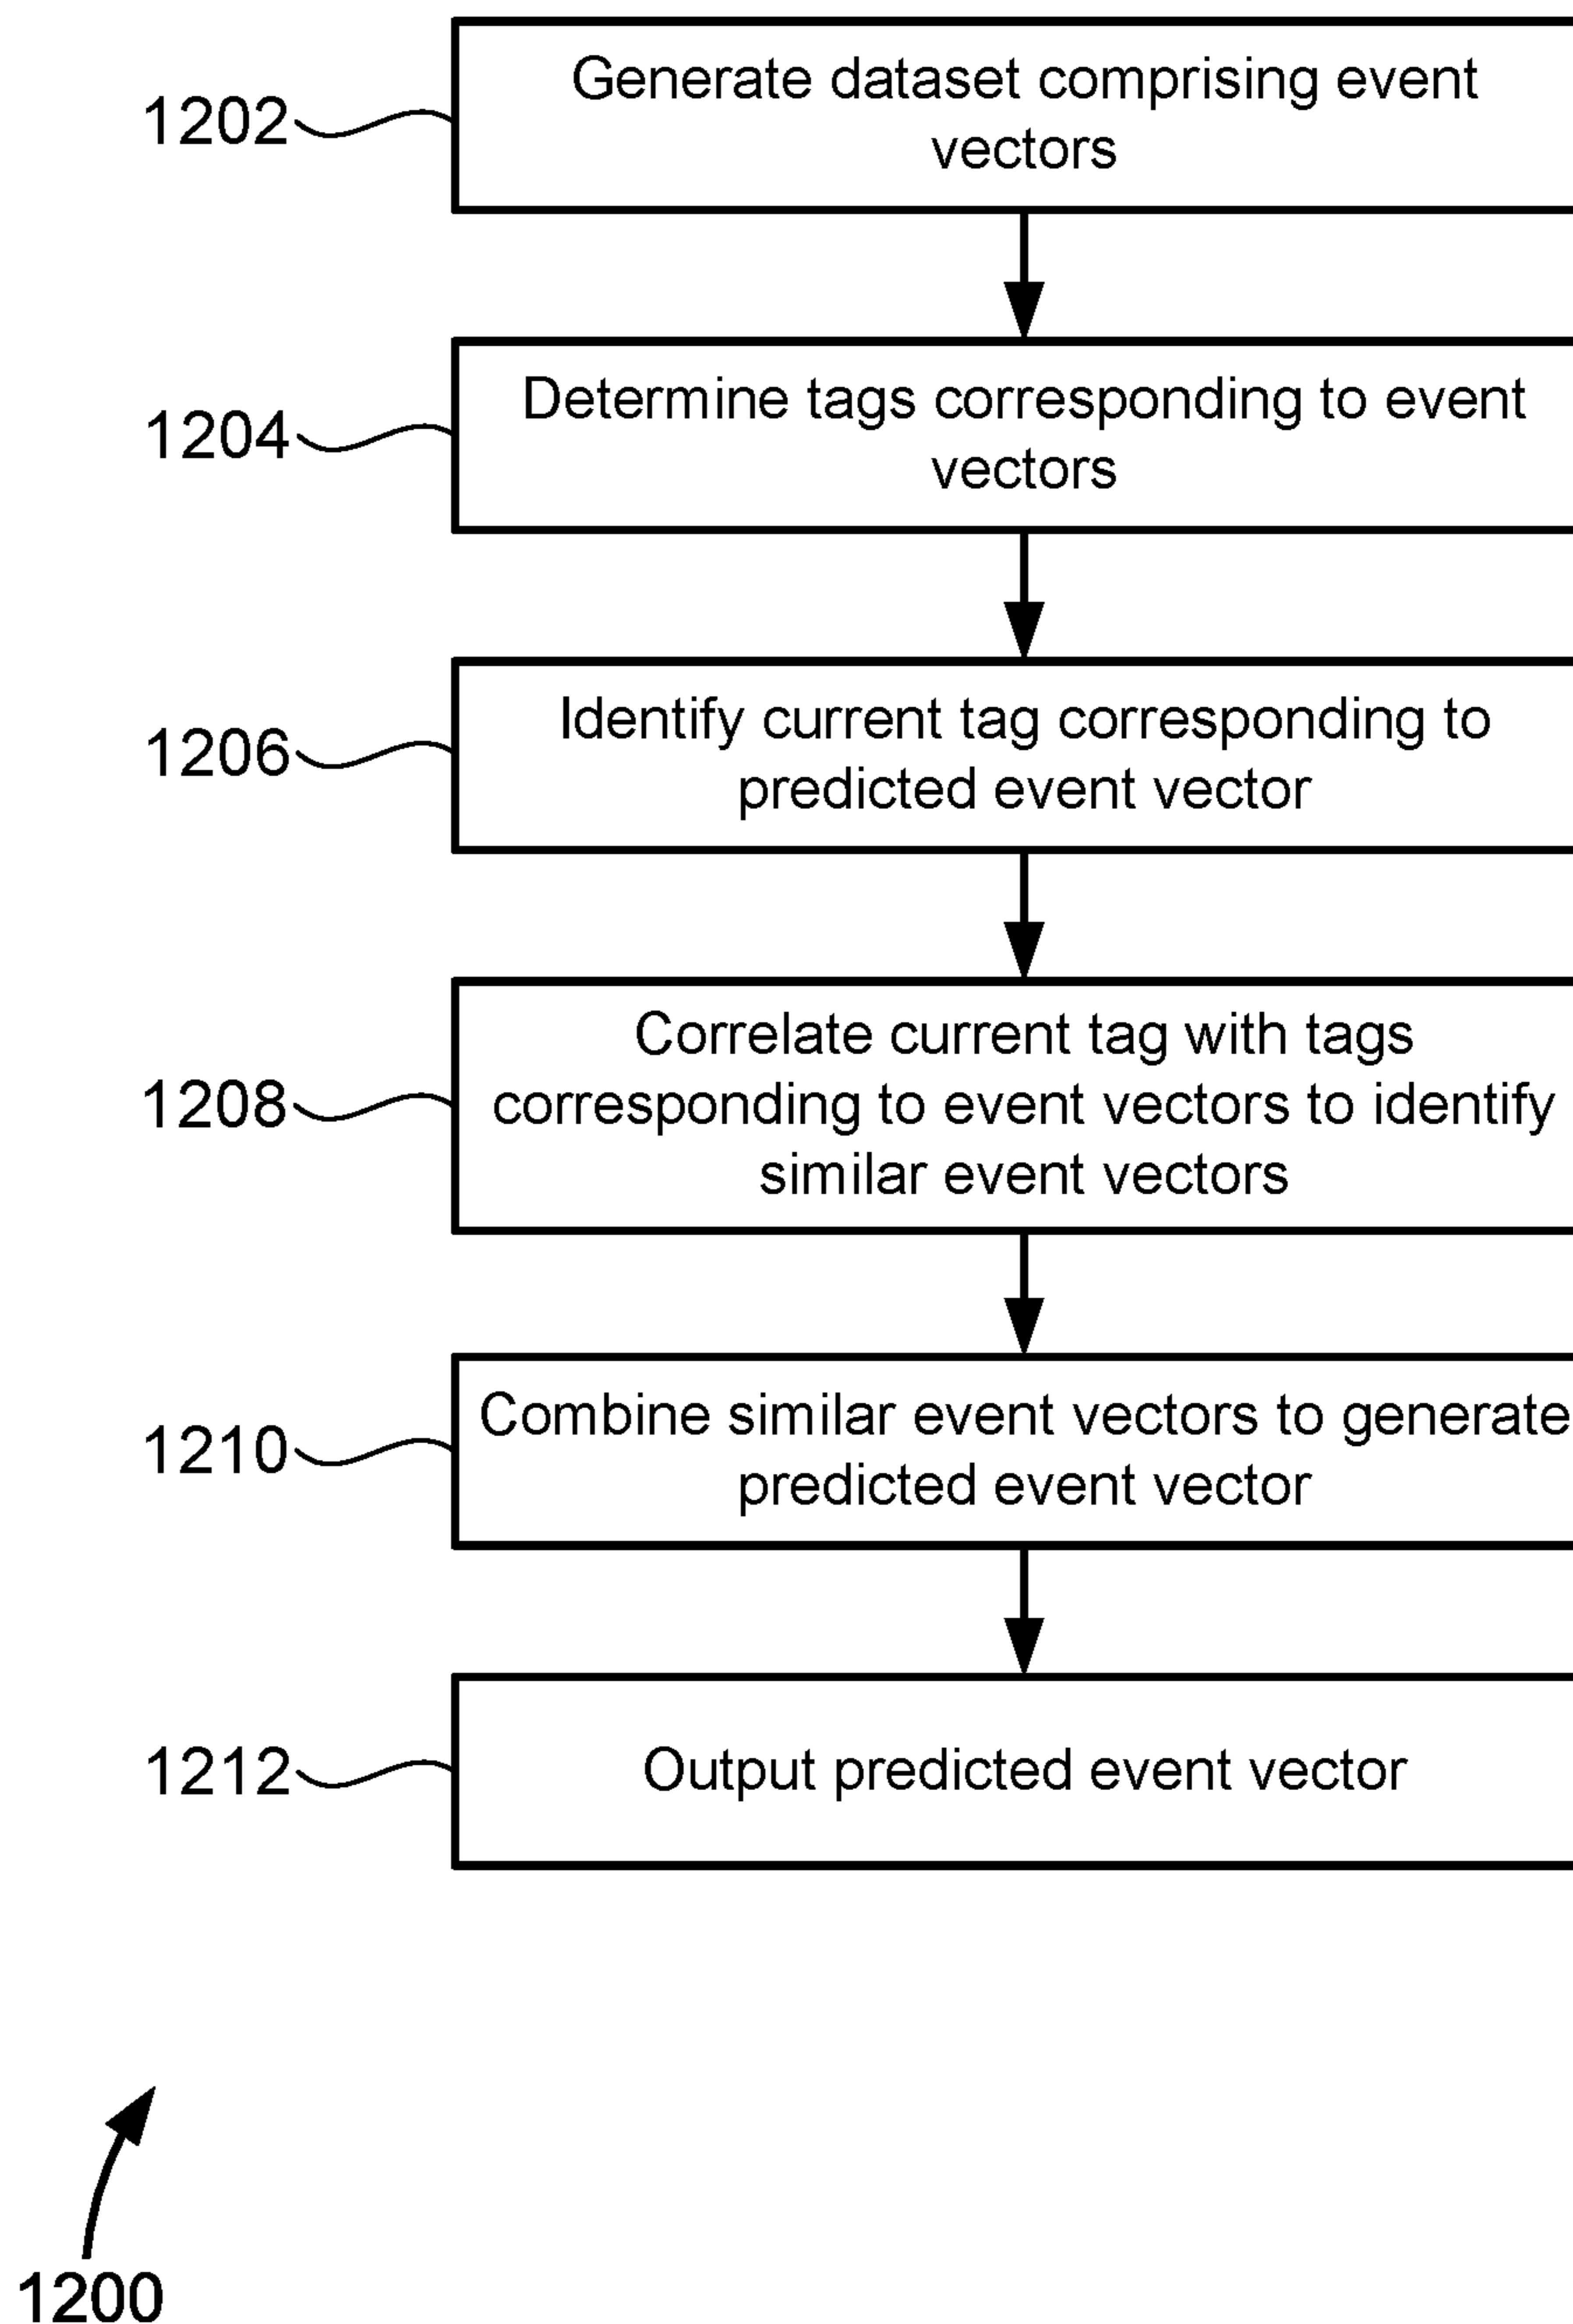 Generate dataset comprising event
vectors
1202
Determine tags corresponding to event
vectors
1204
Identify current tag corresponding to
predicted event vector
1206
Correlate current tag with tags
corresponding to event vectors to identify
similar event vectors
1208
Combine similar event vectors to generate
predicted event vector
1210
Output predicted event vector
1212
1200